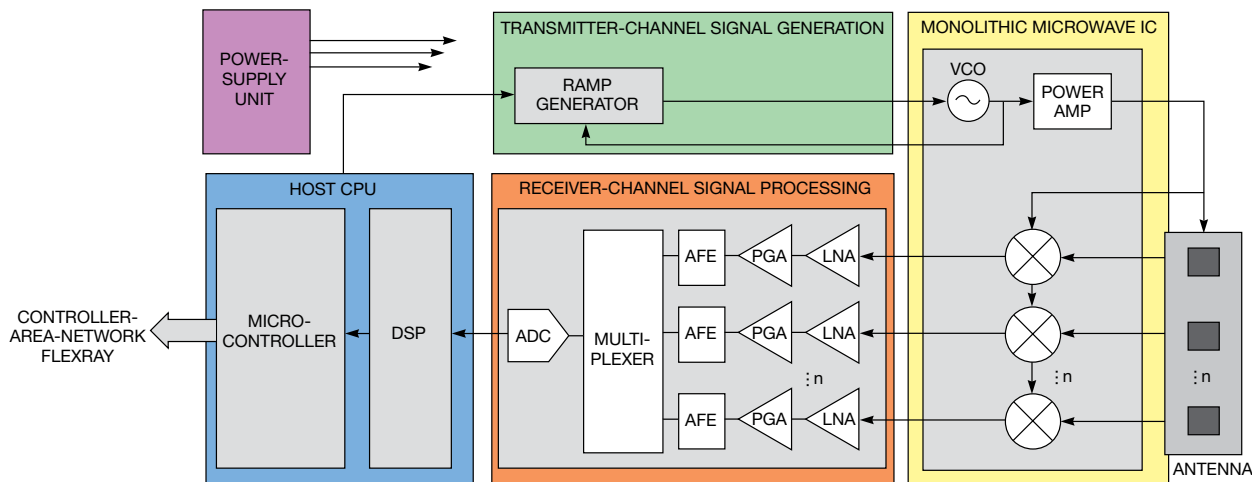 POWER-
SUPPLY
UNIT
TRANSMITTER-CHANNEL SIGNAL GENERATION
RAMP
GENERATOR
MONOLITHIC MICROWAVE IC
VCO
POWER
AMP
HOST CPU
MICRO-
CONTROLLER
DSP
CONTROLLER-
AREA-NETWORK
FLEXRAY
RECEIVER-CHANNEL SIGNAL PROCESSING
ADC
MULTI-
PLEXER
AFE
PGA
LNA
AFE
PGA
LNA
⋮n
AFE
PGA
LNA
⋮n
⋮n
ANTENNA